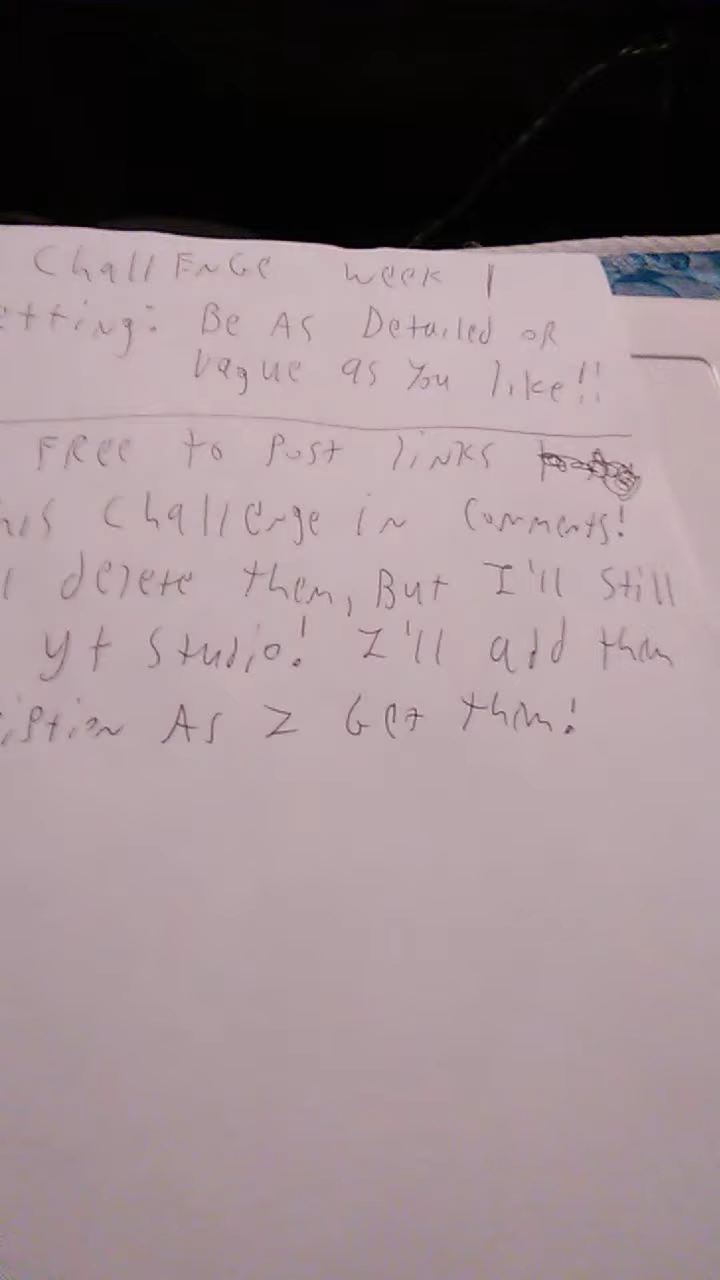 Challenge week 1
etting: Be As Detailed or
vague as you like!!
Free to Post links
his challenge in comments!
l delete them, But I'll still
yt studio! I'll add them
iption As I Get them!